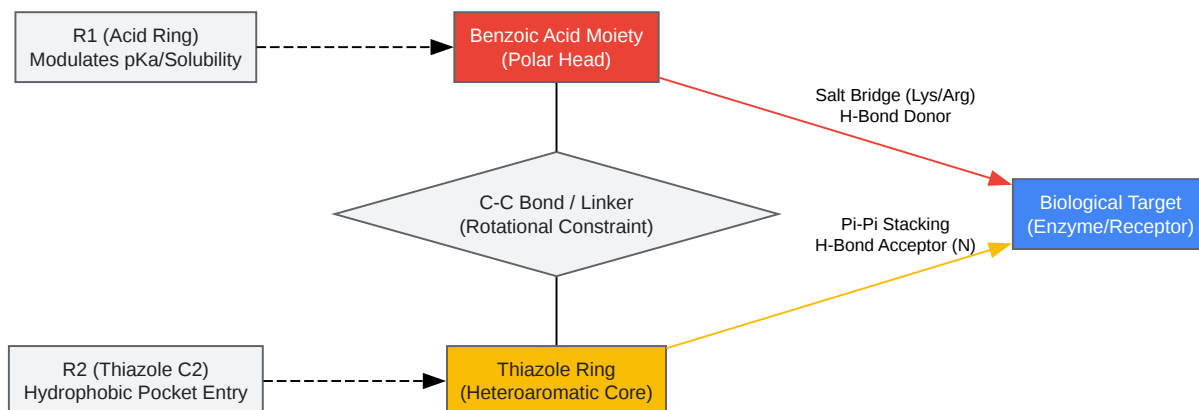 R1 (Acid Ring)
Modulates pKa/Solubility
Benzoic Acid Moiety
(Polar Head)
Salt Bridge (Lys/Arg)
H-Bond Donor
C-C Bond / Linker
(Rotational Constraint)
Biological Target
(Enzyme/Receptor)
Pi-Pi Stacking
H-Bond Acceptor (N)
R2 (Thiazole C2)
Hydrophobic Pocket Entry
Thiazole Ring
(Heteroaromatic Core)